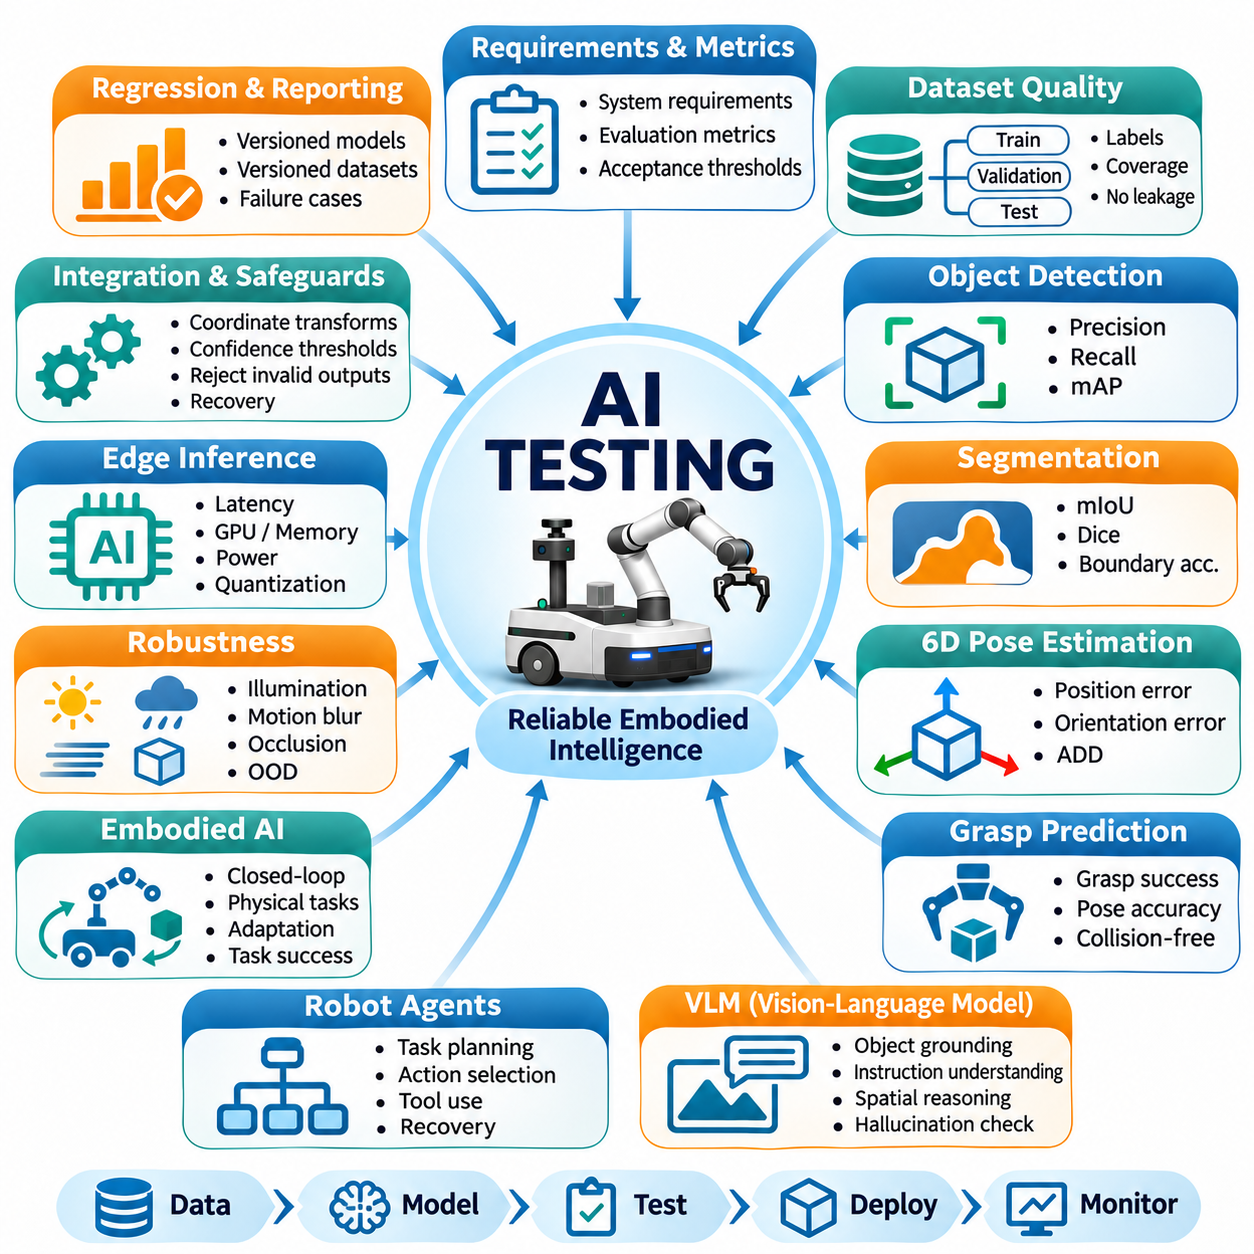 Requirements & Metrics
System requirements
Evaluation metrics
Acceptance thresholds
Regression & Reporting
Versioned models
Versioned datasets
Failure cases
Dataset Quality
Train
Validation
Test
Labels
Coverage
No leakage
Integration & Safeguards
Coordinate transforms
Confidence thresholds
Reject invalid outputs
Recovery
Object Detection
Precision
Recall
mAP
AI
TESTING
Reliable Embodied
Intelligence
Edge Inference
AI
Latency
GPU / Memory
Power
Quantization
Segmentation
mIoU
Dice
Boundary acc.
Robustness
Illumination
Motion blur
Occlusion
OOD
6D Pose Estimation
Position error
Orientation error
ADD
Embodied AI
Closed-loop
Physical tasks
Adaptation
Task success
Grasp Prediction
Grasp success
Pose accuracy
Collision-free
Robot Agents
Task planning
Action selection
Tool use
Recovery
VLM (Vision-Language Model)
Object grounding
Instruction understanding
Spatial reasoning
Hallucination check
Data
Model
Test
Deploy
Monitor